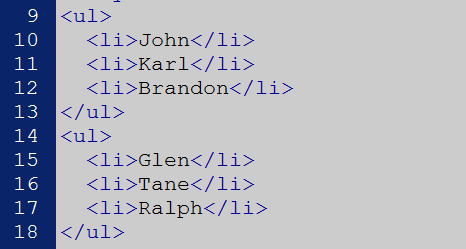 9 <ul>
10 <li>John</li>
11 <li>Karl</li>
12 <li>Brandon</li>
13 </ul>
14 <ul>
15 <li>Glen</li>
16 <li>Tane</li>
17 <li>Ralph</li>
18 </ul>